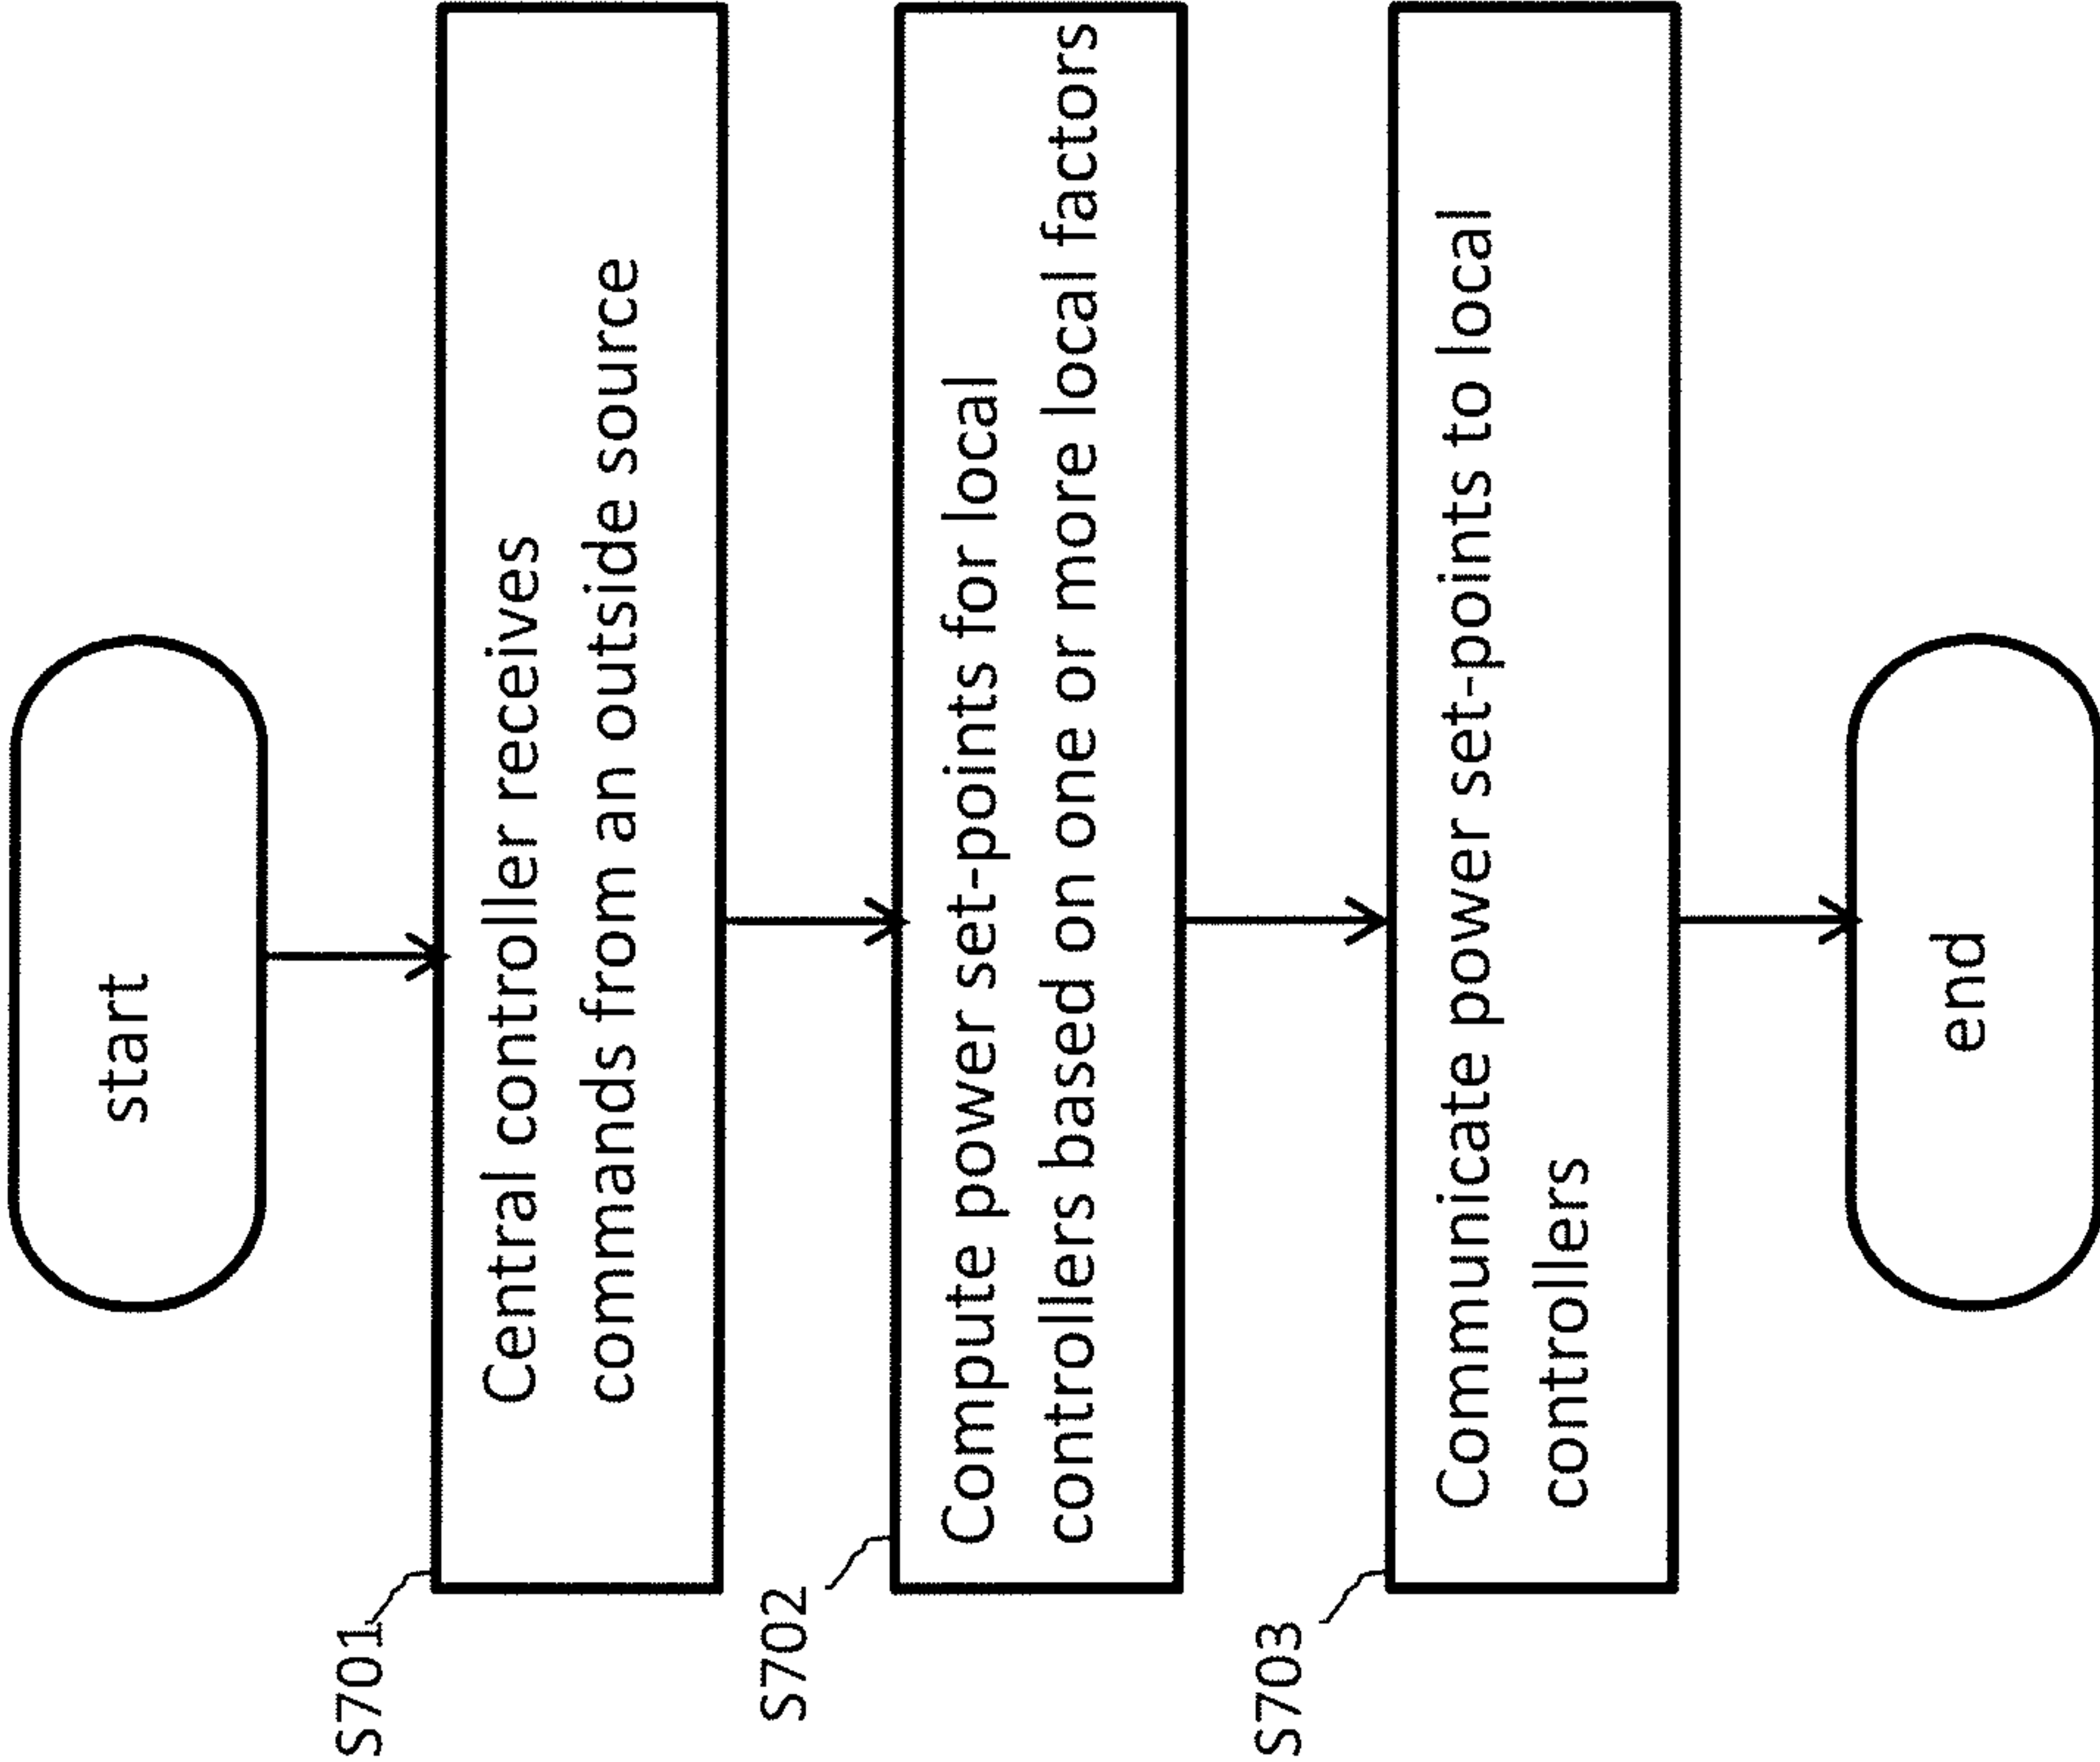 start
S701
Central controller receives
commands from an outside source
S702
Compute power set-points for local
controllers based on one or more local factors
S703
Communicate power set-points to local
controllers
end